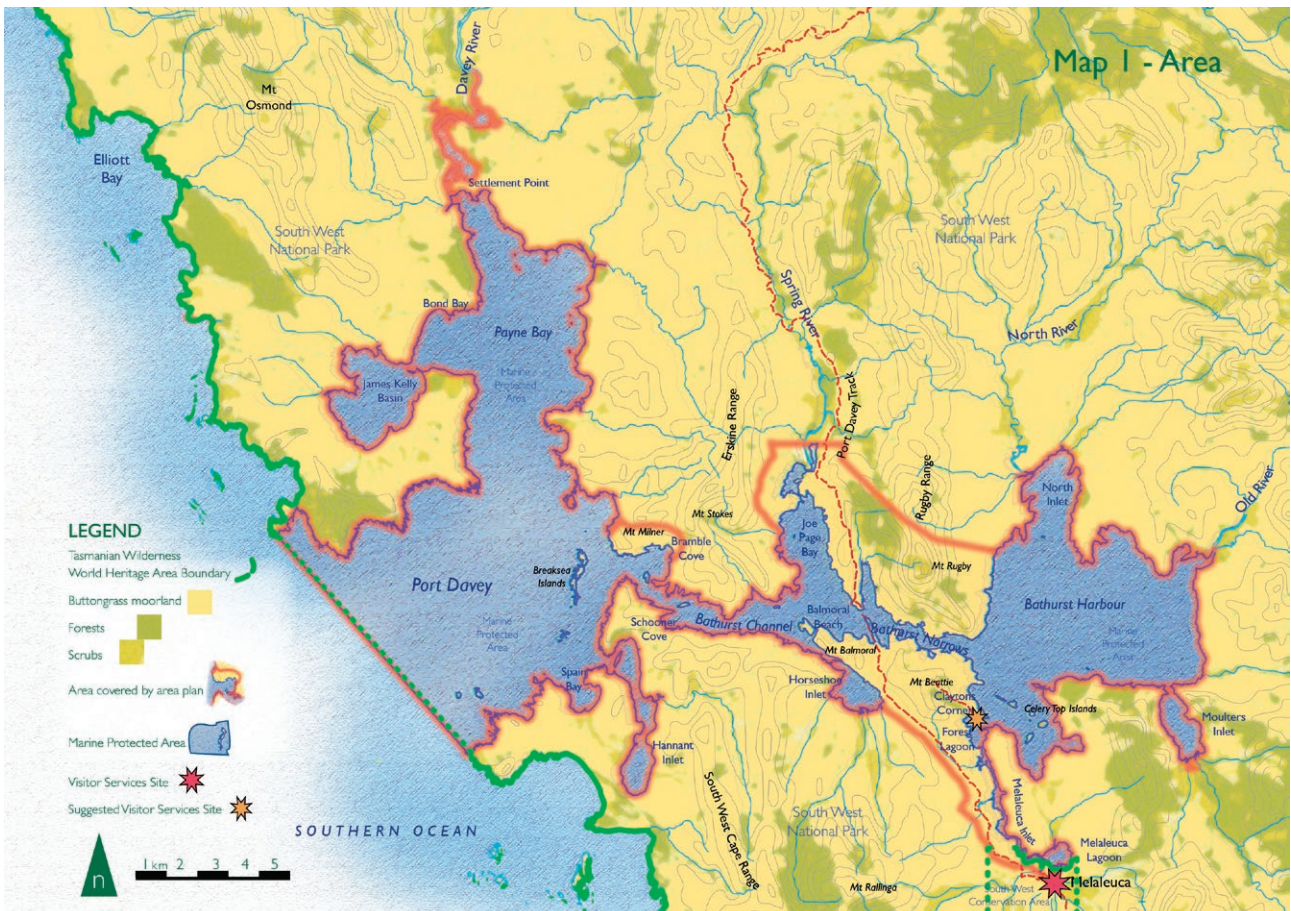 Map 1 - Area
Davey River
Mt
Osmond
Elliott
Bay
Settlement Point
South West
National Park
South West
National Park
Spring River
Bond Bay
Payne Bay
Marine
Protected
Area
North River
James Kelly
Basin
Port Davey Track
Erskine Range
Rugby Range
Old River
North
Inlet
Mt Stokes
Mt Milner
Bramble
Cove
Joe
Page
Bay
Mt Rugby
Breaksea
Islands
Port Davey
Marine
Protected
Area
Bathurst Harbour
Marine
Protected
Area
Schooner
Cove
Bathurst Channel
Balmoral
Beach
Bathurst Narrows
Mt Balmoral
Spain
Bay
Horseshoe
Inlet
Mt Beattie
Claytons
Corner
Celery Top Islands
Forest
Lagoon
Moulters
Inlet
Hannant
Inlet
South West Cape Range
South West
National Park
Melaleuca Inlet
Melaleuca
Lagoon
Melaleuca
Mt Rallinga
South West
Conservation Area
SOUTHERN OCEAN
LEGEND
Tasmanian Wilderness
World Heritage Area Boundary
Buttongrass moorland
Forests
Scrubs
Area covered by area plan
Marine Protected Area
Visitor Services Site
Suggested Visitor Services Site
n
1 km 2 3 4 5